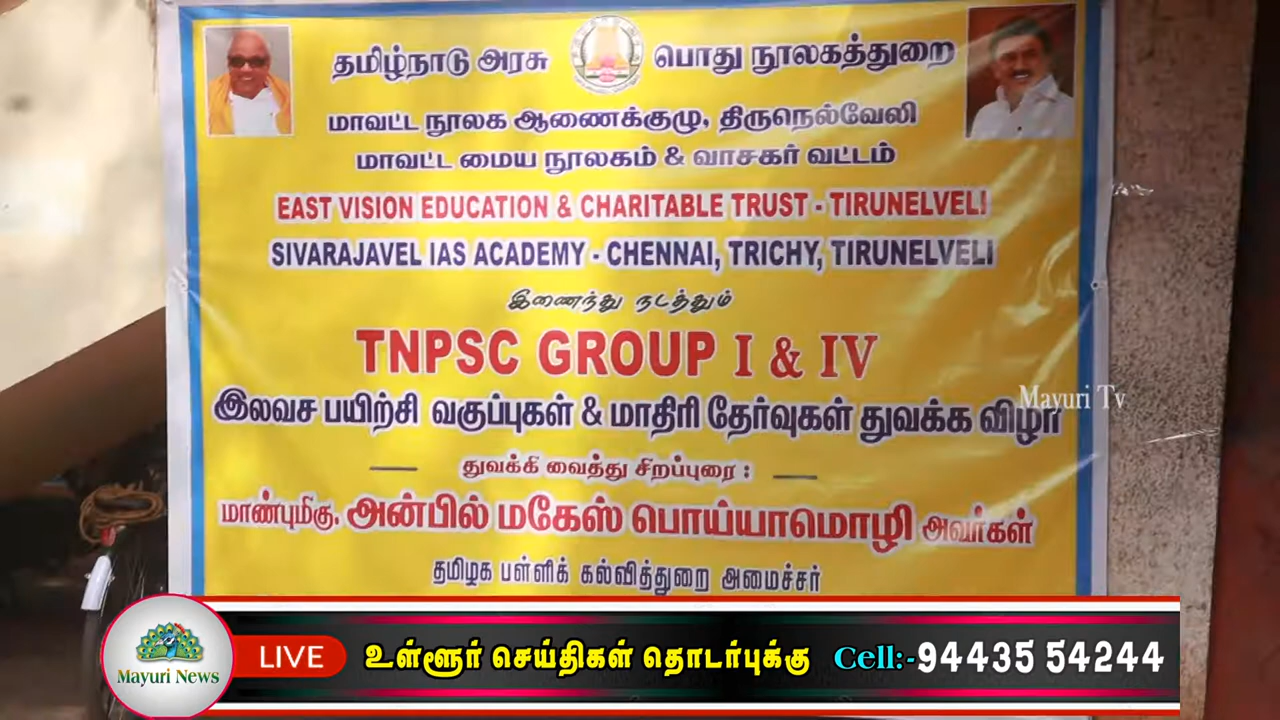 தமிழ்நாடு அரசு பொது நூலகத்துறை
மாவட்ட நூலக ஆணைக்குழு, திருநெல்வேலி
மாவட்ட மைய நூலகம் & வாசகர் வட்டம்
EAST VISION EDUCATION & CHARITABLE TRUST - TIRUNELVELI
SIVARAJAVEL IAS ACADEMY - CHENNAI, TRICHY, TIRUNELVELI
இணைந்து நடத்தும்
TNPSC GROUP I & IV
இலவச பயிற்சி வகுப்புகள் & மாதிரி தேர்வுகள் துவக்க விழா
Mayuri Tv
துவக்கி வைத்து சிறப்புரை :
மாண்புமிகு. அன்பில் மகேஸ் பொய்யாமொழி அவர்கள்
தமிழக பள்ளிக் கல்வித்துறை அமைச்சர்
Mayuri News
LIVE உள்ளூர் செய்திகள் தொடர்புக்கு Cell:-94435 54244